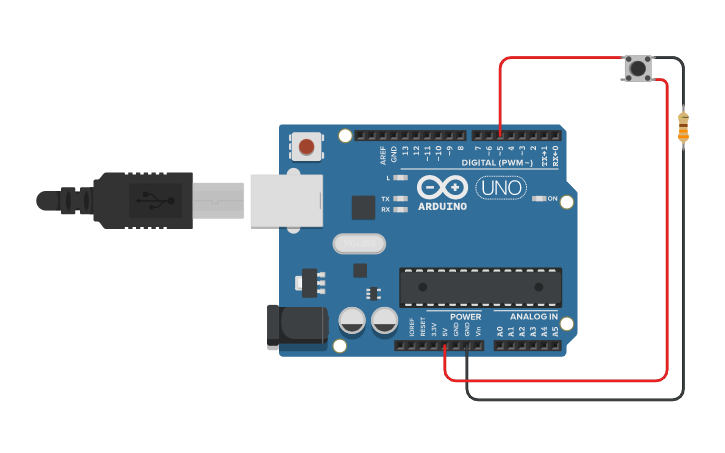 AREF
GND
13
12
~11
~10
~9
8
7
~6
~5
4
~3
2
TX→1
RX←0
DIGITAL (PWM~)
L
TX
RX
ARDUINO
UNO
ON
POWER
ANALOG IN
IOREF
RESET
3.3V
5V
GND
GND
Vin
A0
A1
A2
A3
A4
A5